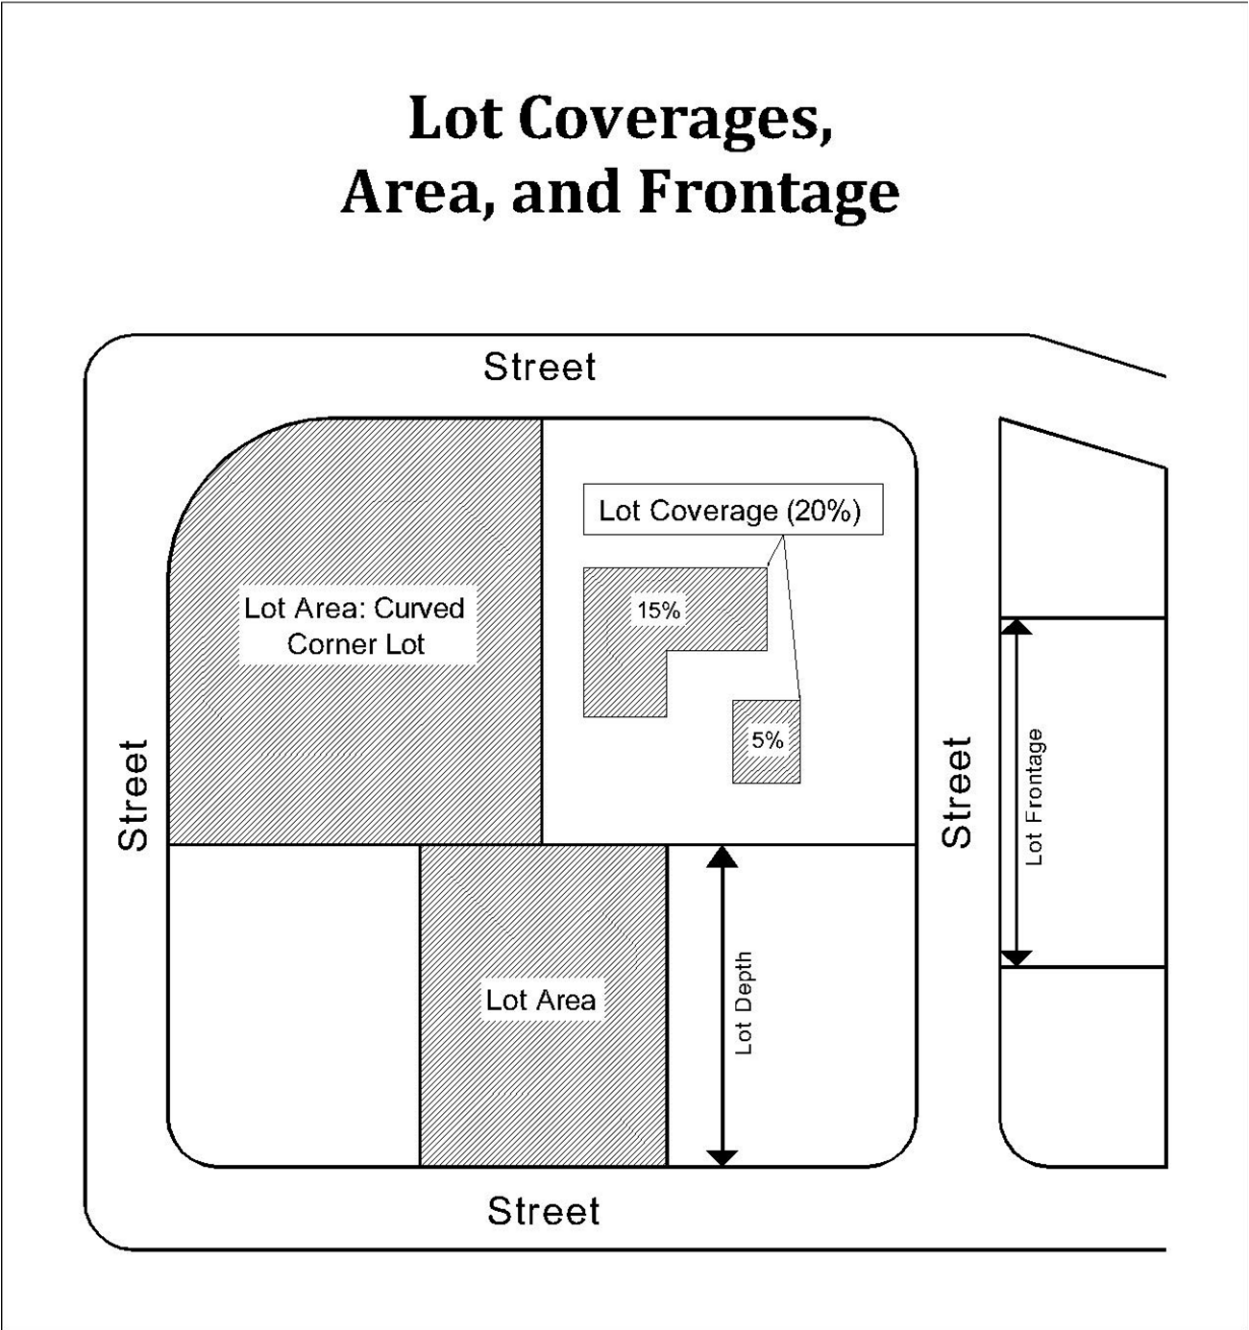 Lot Coverages,
Area, and Frontage
Street
Lot Coverage (20%)
Lot Area: Curved
Corner Lot
15%
5%
Street
Street
Lot Frontage
Lot Area
Lot Depth
Street